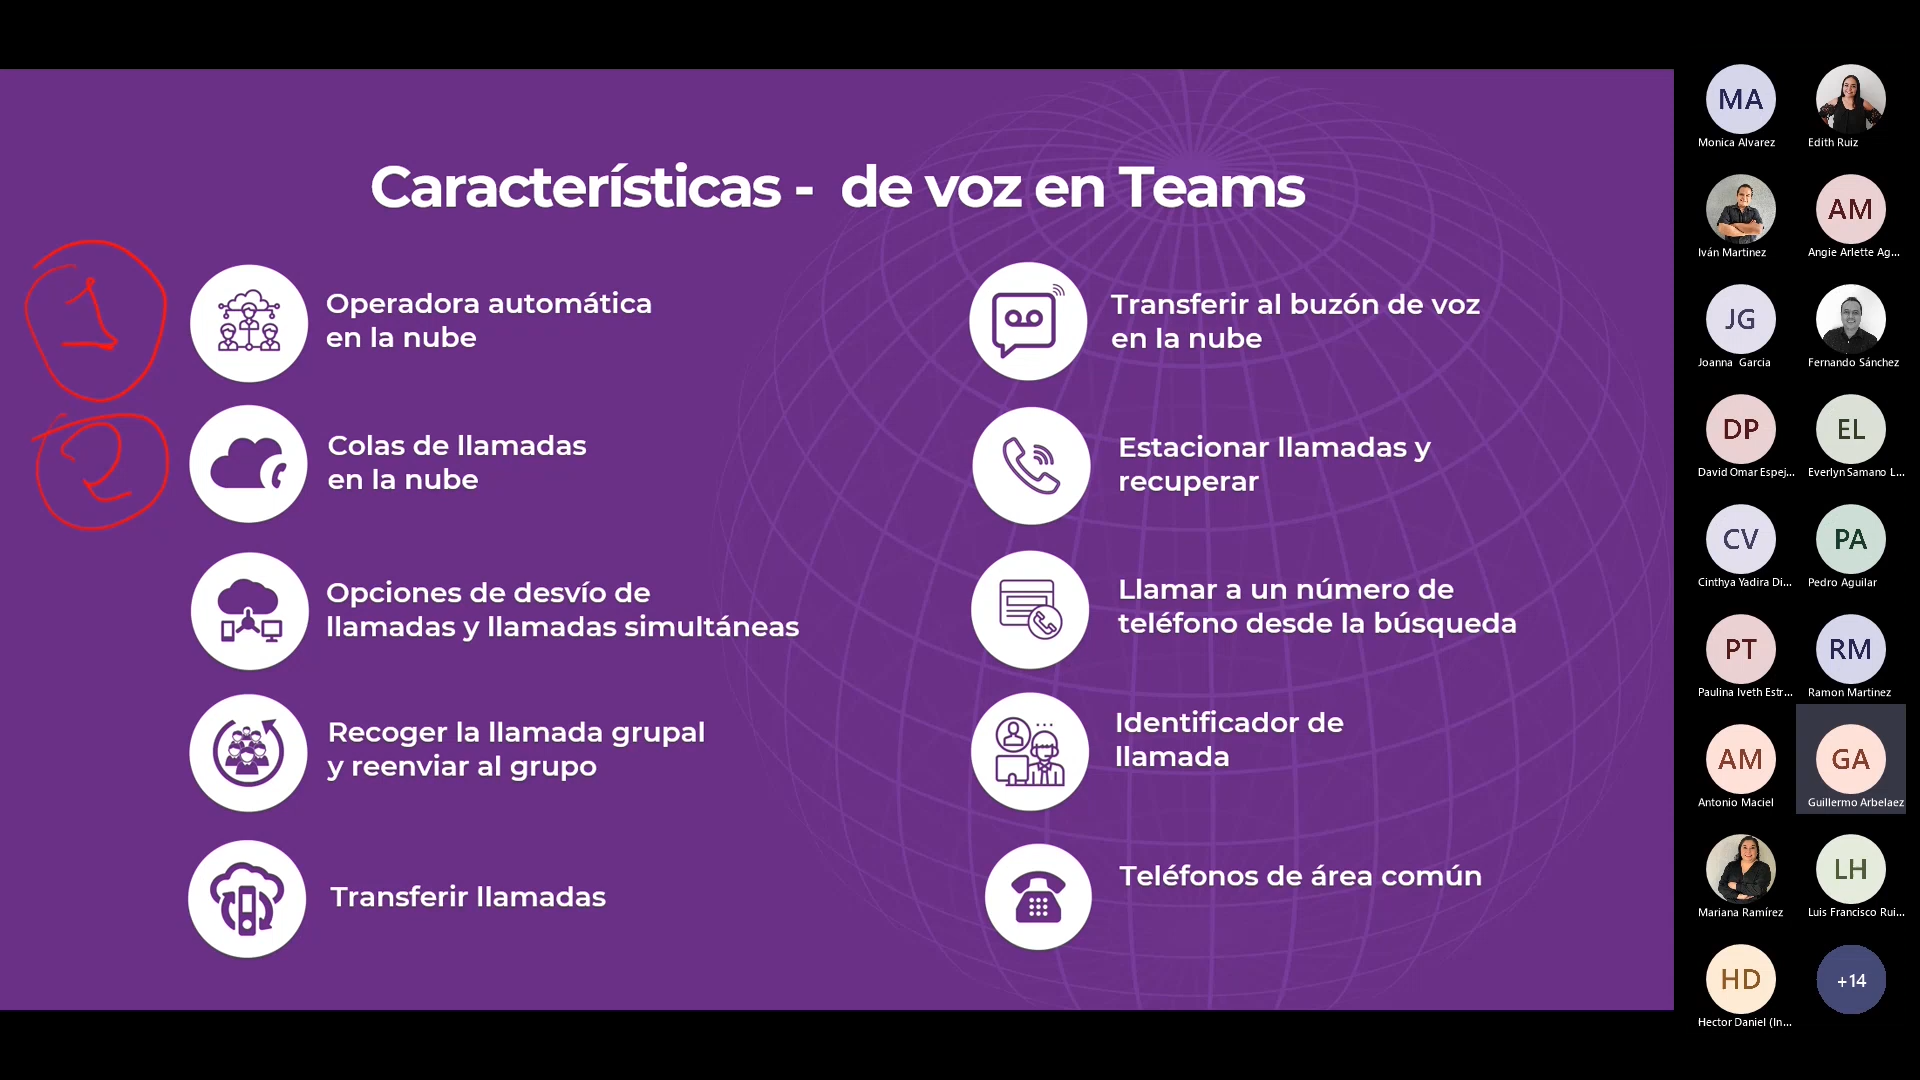 Características -  de voz en Teams
1
Operadora automática
en la nube
2
Colas de llamadas
en la nube
Opciones de desvío de
llamadas y llamadas simultáneas
Recoger la llamada grupal
y reenviar al grupo
Transferir llamadas
Transferir al buzón de voz
en la nube
Estacionar llamadas y
recuperar
Llamar a un número de
teléfono desde la búsqueda
Identificador de
llamada
Teléfonos de área común
MA
Monica Alvarez
Edith Ruiz
Iván Martinez
AM
Angie Arlette Ag...
JG
Joanna  Garcia
Fernando Sánchez
DP
David Omar Espej...
EL
Everlyn Samano L...
CV
Cinthya Yadira Di...
PA
Pedro Aguilar
PT
Paulina Iveth Estr...
RM
Ramon Martinez
AM
Antonio Maciel
GA
Guillermo Arbelaez
Mariana Ramírez
LH
Luis Francisco Rui...
HD
Hector Daniel (In...
+14